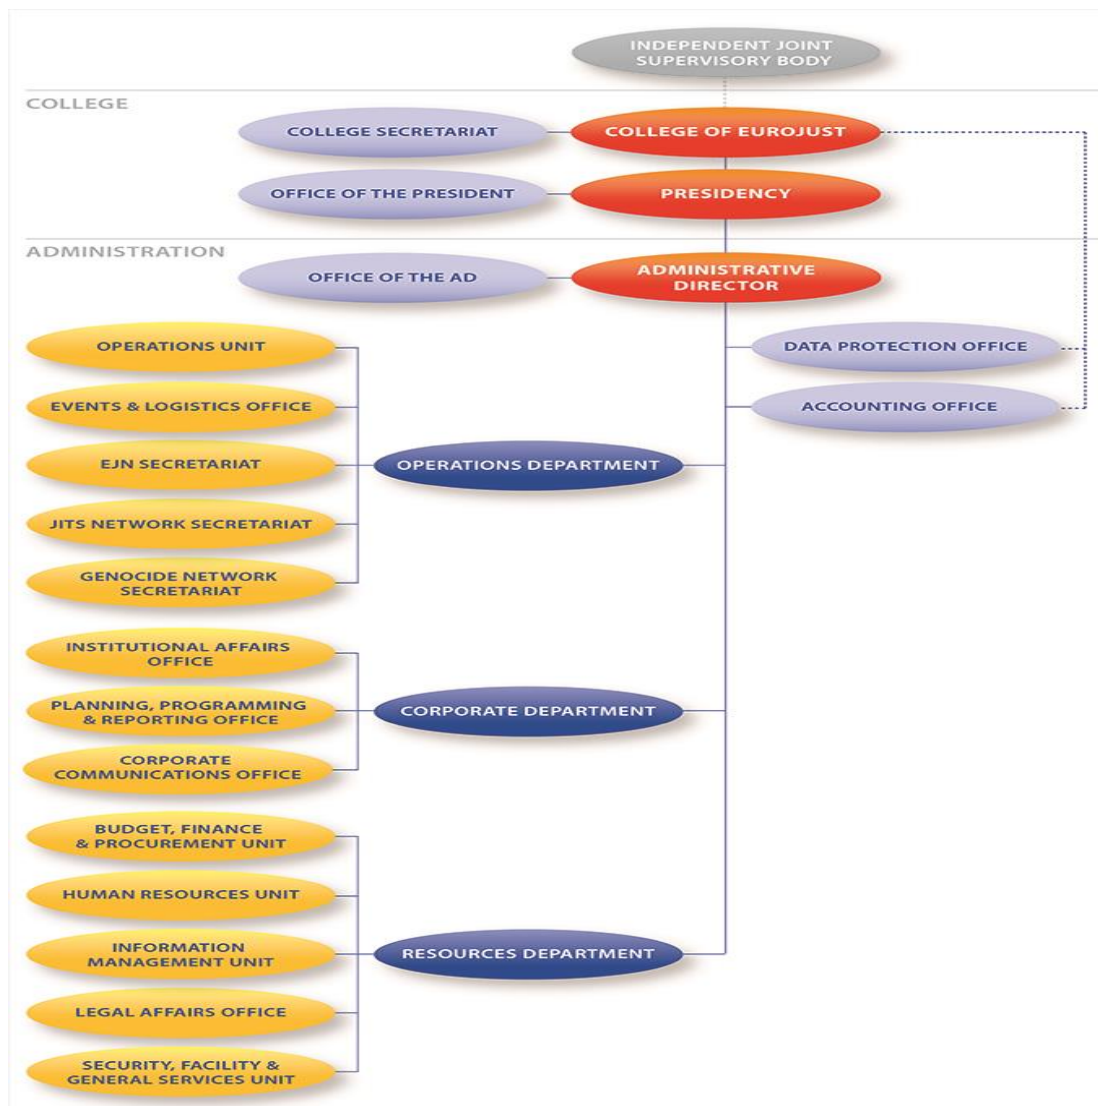 INDEPENDENT JOINT
SUPERVISORY BODY
COLLEGE
COLLEGE SECRETARIAT
COLLEGE OF EUROJUST
OFFICE OF THE PRESIDENT
PRESIDENCY
ADMINISTRATION
OFFICE OF THE AD
ADMINISTRATIVE
DIRECTOR
OPERATIONS UNIT
DATA PROTECTION OFFICE
EVENTS & LOGISTICS OFFICE
ACCOUNTING OFFICE
EJN SECRETARIAT
OPERATIONS DEPARTMENT
JITS NETWORK SECRETARIAT
GENOCIDE NETWORK
SECRETARIAT
INSTITUTIONAL AFFAIRS
OFFICE
PLANNING, PROGRAMMING
& REPORTING OFFICE
CORPORATE DEPARTMENT
CORPORATE
COMMUNICATIONS OFFICE
BUDGET, FINANCE
& PROCUREMENT UNIT
HUMAN RESOURCES UNIT
INFORMATION
MANAGEMENT UNIT
RESOURCES DEPARTMENT
LEGAL AFFAIRS OFFICE
SECURITY, FACILITY &
GENERAL SERVICES UNIT